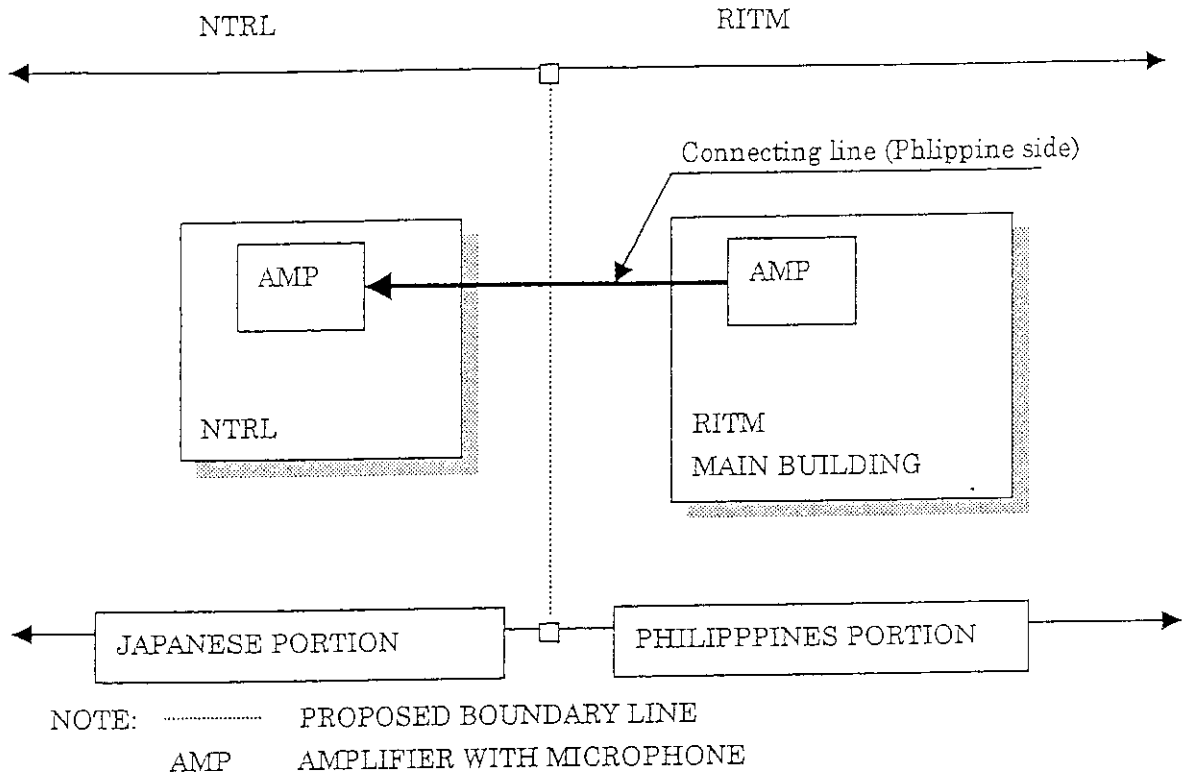 NTRL
RITM
Connecting line (Phlippine side)
AMP
AMP
NTRL
RITM
MAIN BUILDING
JAPANESE PORTION
PHILIPPPINES PORTION
NOTE: ............ PROPOSED BOUNDARY LINE
AMP AMPLIFIER WITH MICROPHONE